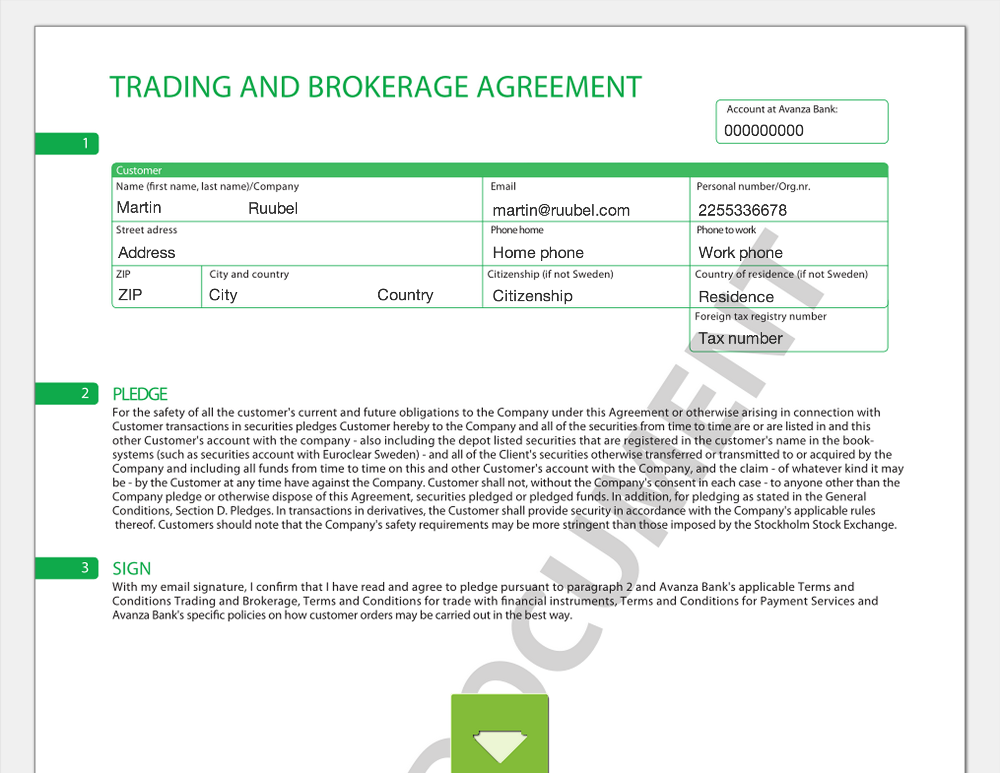 TRADING AND BROKERAGE AGREEMENT
Account at Avanza Bank:
000000000
1
Customer
Name (first name, last name)/Company Email Personal number/Org.nr.
Martin Ruubel martin@ruubel.com 2255336678
Street adress Phone home Phone to work
Address Home phone Work phone
ZIP City and country Citizenship (if not Sweden) Country of residence (if not Sweden)
ZIP City Country Citizenship Residence
Foreign tax registry number
Tax number
2 PLEDGE
For the safety of all the customer's current and future obligations to the Company under this Agreement or otherwise arising in connection with
Customer transactions in securities pledges Customer hereby to the Company and all of the securities from time to time are or are listed in and this
other Customer's account with the company - also including the depot listed securities that are registered in the customer's name in the book-
systems (such as securities account with Euroclear Sweden) - and all of the Client's securities otherwise transferred or transmitted to or acquired by the
Company and including all funds from time to time on this and other Customer's account with the Company, and the claim - of whatever kind it may
be - by the Customer at any time have against the Company. Customer shall not, without the Company's consent in each case - to anyone other than the
Company pledge or otherwise dispose of this Agreement, securities pledged or pledged funds. In addition, for pledging as stated in the General
Conditions, Section D. Pledges. In transactions in derivatives, the Customer shall provide security in accordance with the Company's applicable rules
thereof. Customers should note that the Company's safety requirements may be more stringent than those imposed by the Stockholm Stock Exchange.
3 SIGN
With my email signature, I confirm that I have read and agree to pledge pursuant to paragraph 2 and Avanza Bank's applicable Terms and
Conditions Trading and Brokerage, Terms and Conditions for trade with financial instruments, Terms and Conditions for Payment Services and
Avanza Bank's specific policies on how customer orders may be carried out in the best way.